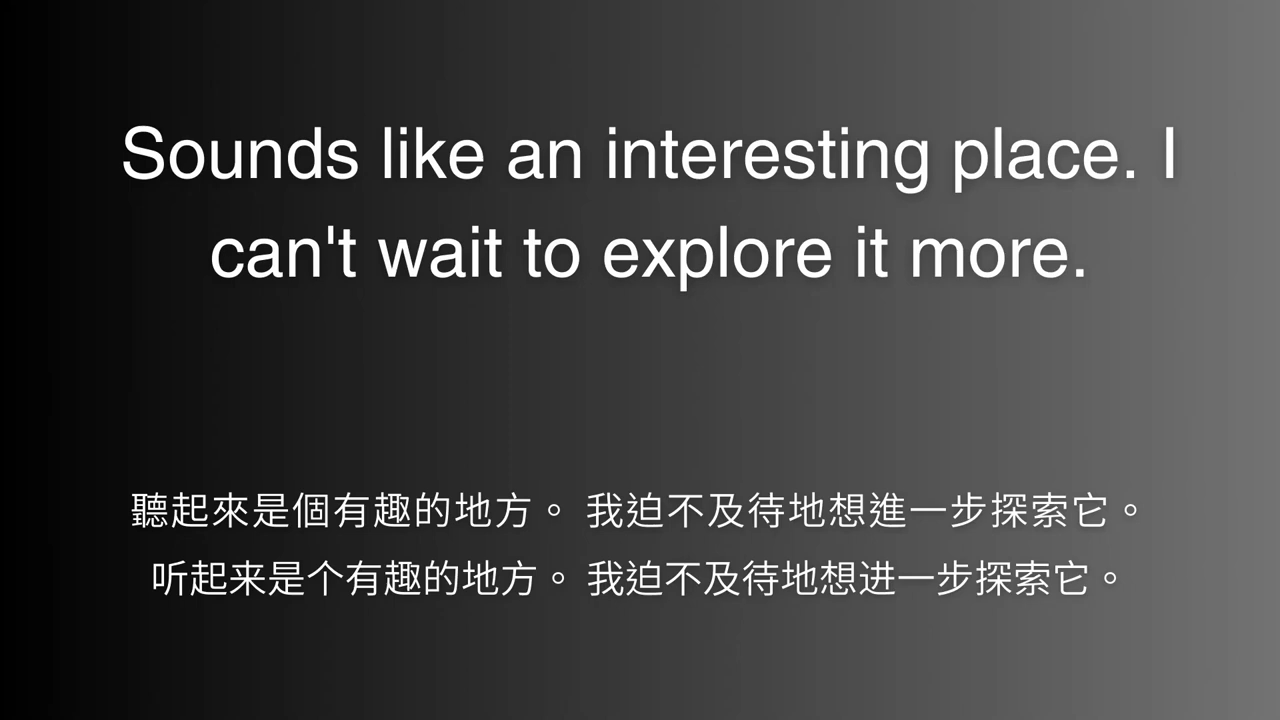 Sounds like an interesting place. I
can't wait to explore it more.
聽起來是個有趣的地方。 我迫不及待地想進一步探索它。
听起来是个有趣的地方。 我迫不及待地想进一步探索它。